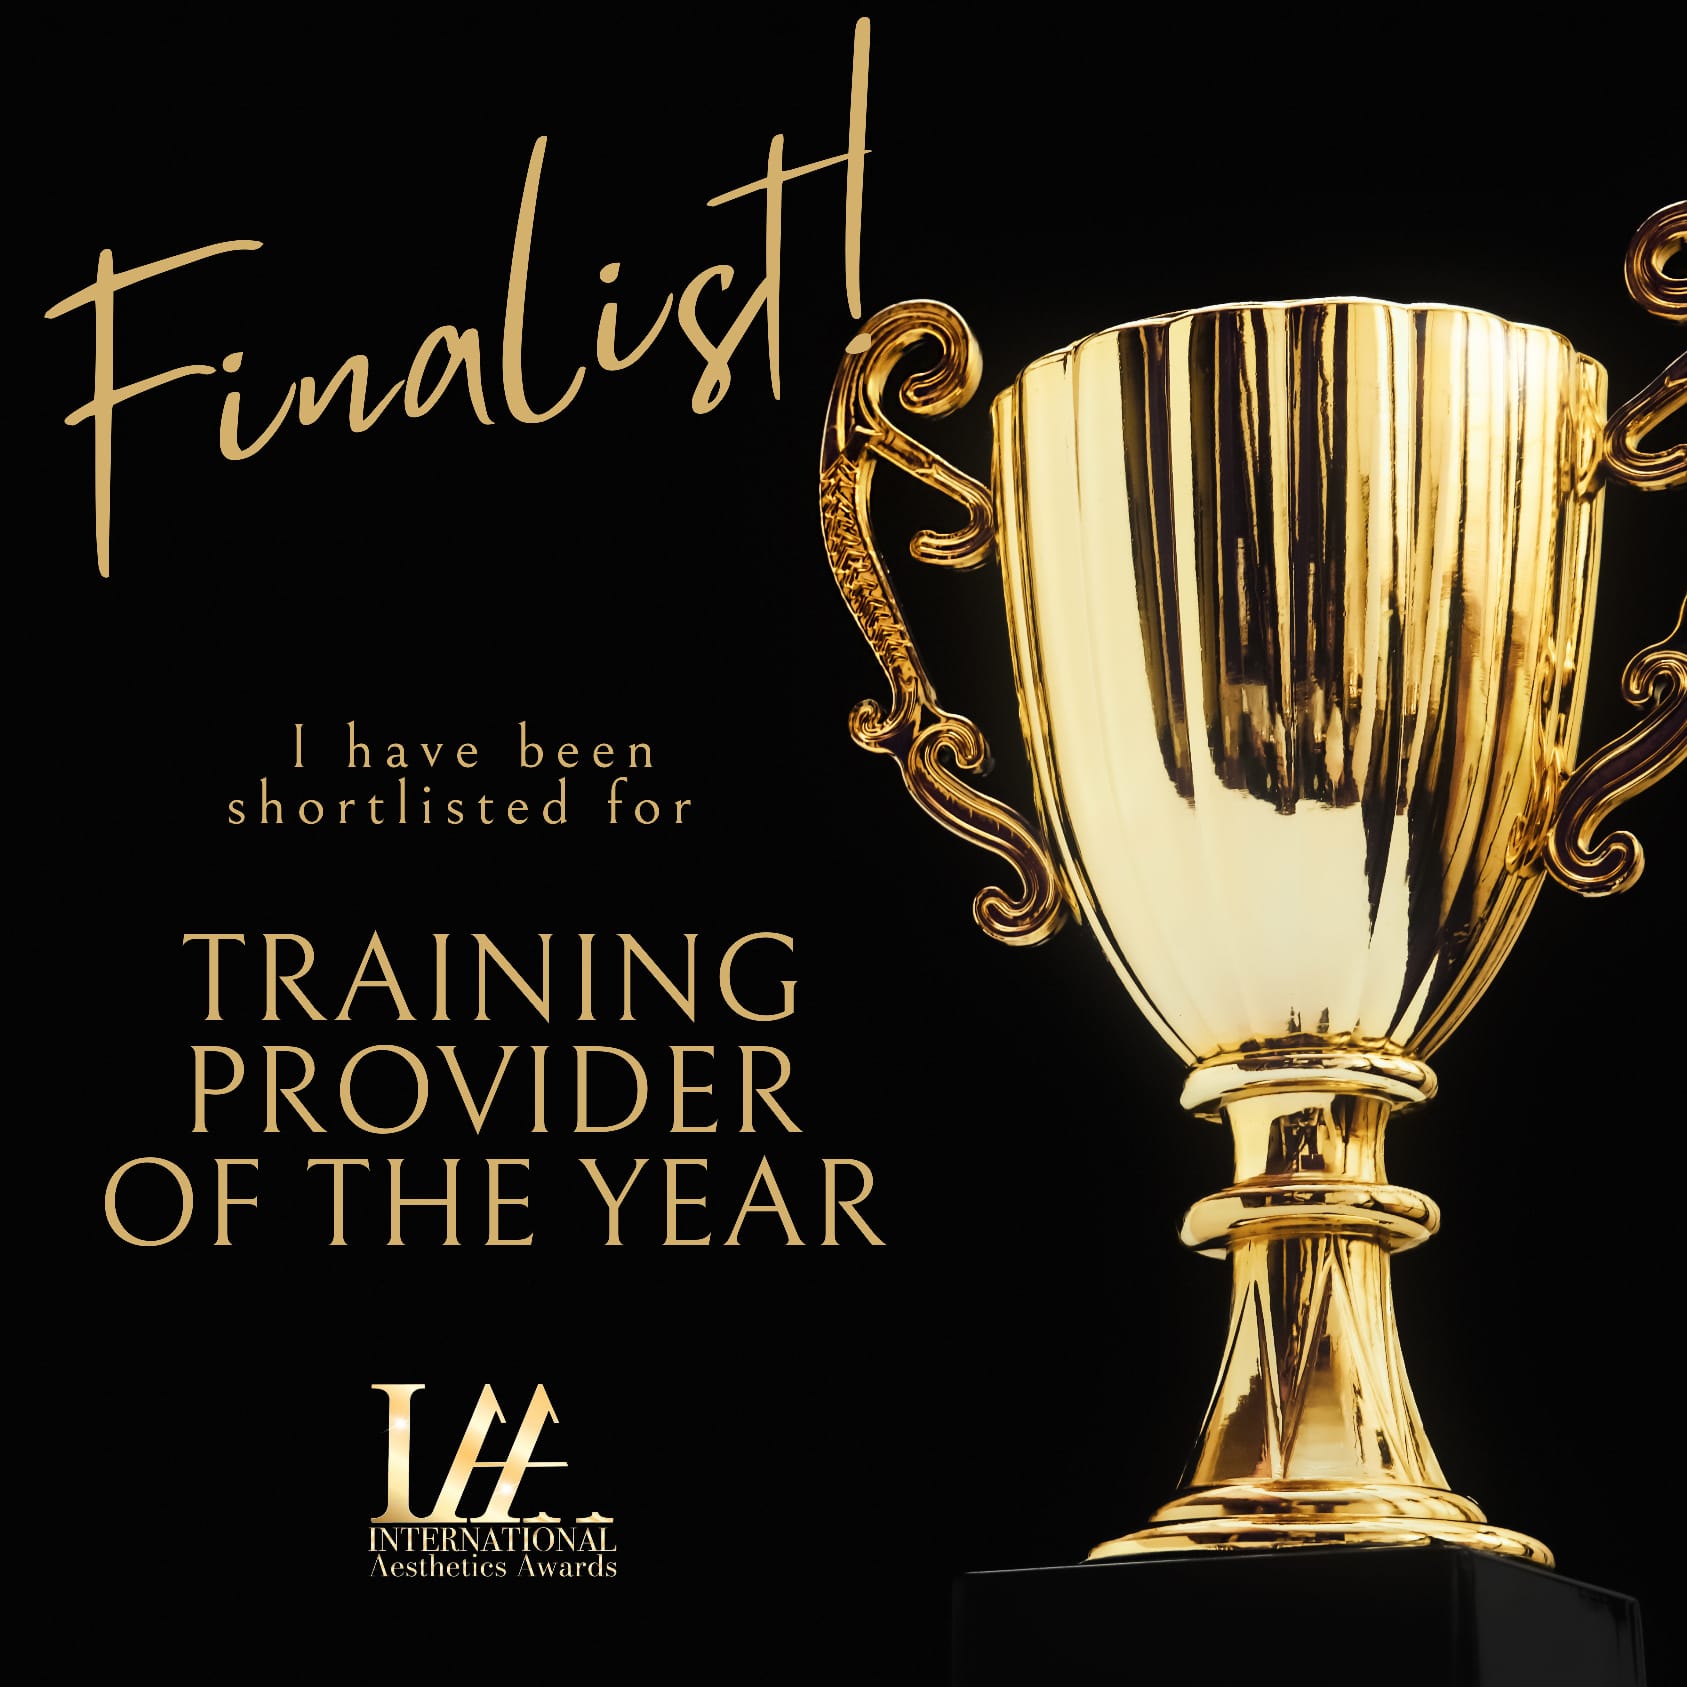 Finalist!
I have been
shortlisted for
TRAINING
PROVIDER
OF THE YEAR
IAA
INTERNATIONAL
Aesthetics Awards